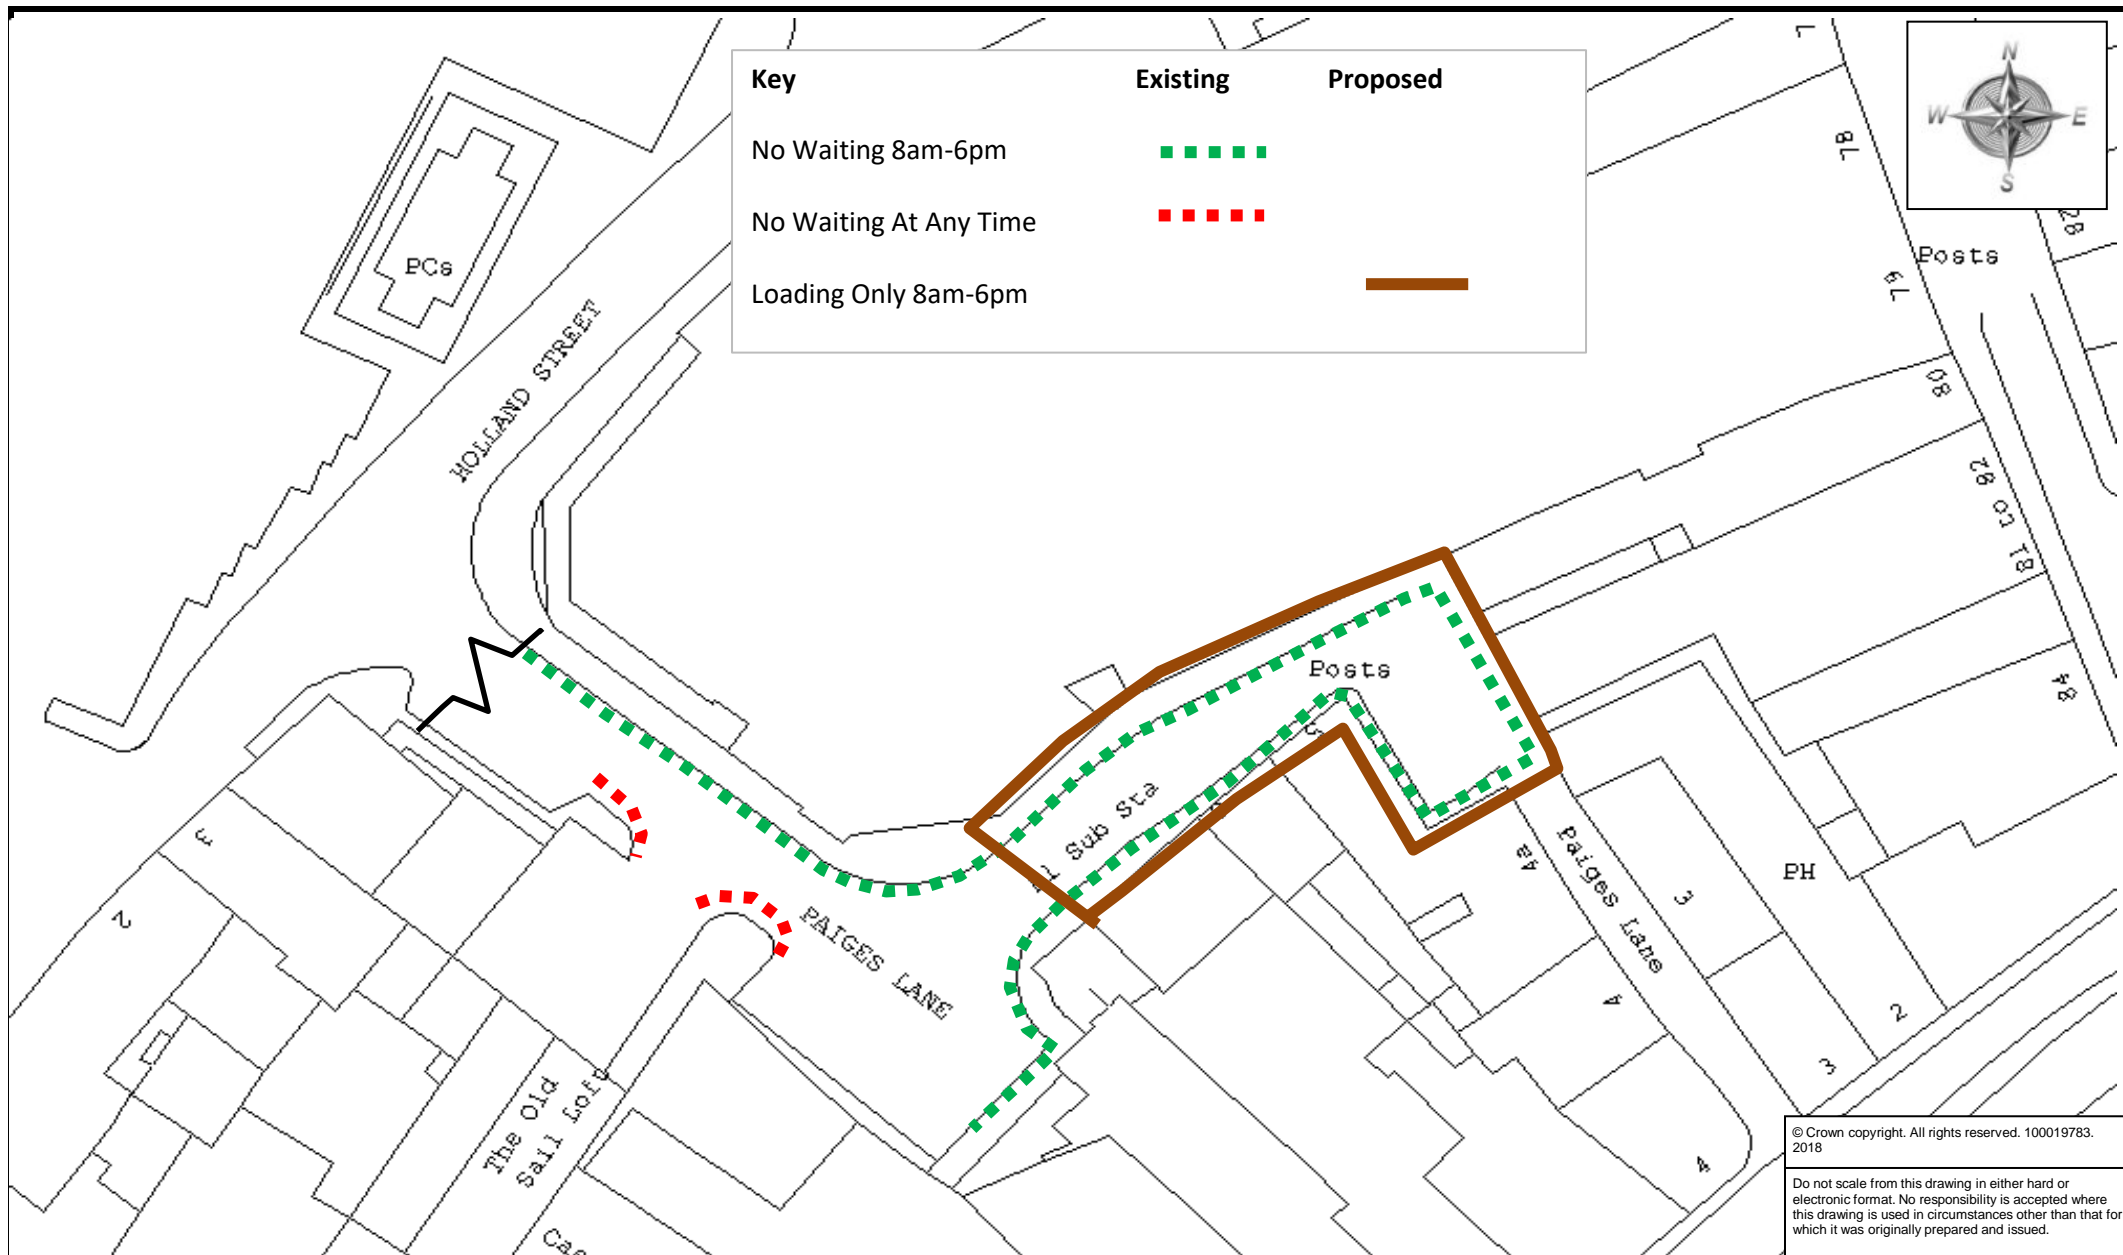 Key Existing Proposed
No Waiting 8am-6pm
No Waiting At Any Time
Loading Only 8am-6pm
N
W E
S
PCs
HOLLAND STREET
78
79
80
81 to 82
84
Posts
Posts
Sub Sta
PAIGES LANE
Paiges Lane
PH
4a
4
3
2
3
4
3
2
The Old
Sail Loft
© Crown copyright. All rights reserved. 100019783.
2018
Do not scale from this drawing in either hard or
electronic format. No responsibility is accepted where
this drawing is used in circumstances other than that for
which it was originally prepared and issued.